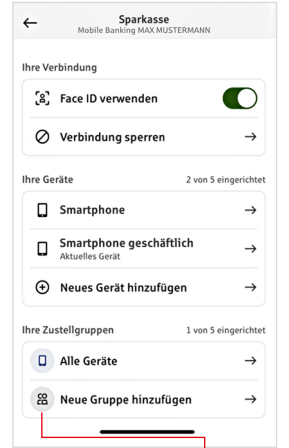 Sparkasse
Mobile Banking MAX MUSTERMANN
Ihre Verbindung
Face ID verwenden
Verbindung sperren
Ihre Geräte 2 von 5 eingerichtet
Smartphone
Smartphone geschäftlich
Aktuelles Gerät
Neues Gerät hinzufügen
Ihre Zustellgruppen 1 von 5 eingerichtet
Alle Geräte
Neue Gruppe hinzufügen